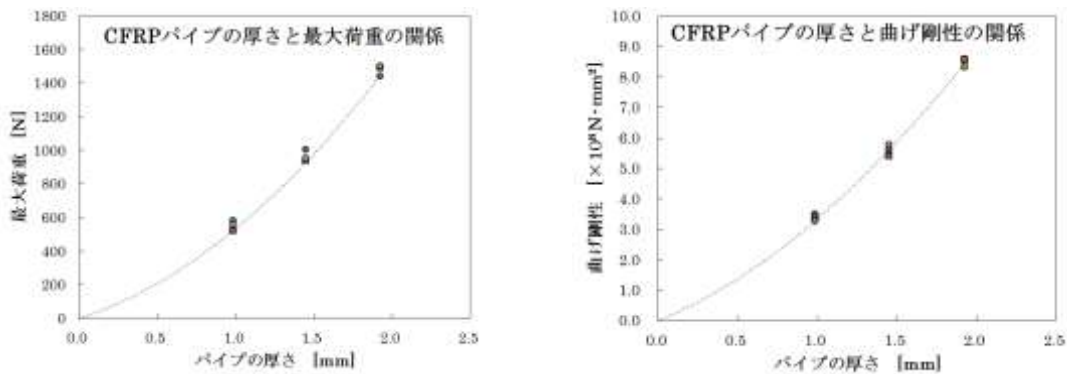 CFRPパイプの厚さと最大荷重の関係
最大荷重 [N]
1800
1600
1400
1200
1000
800
600
400
200
0
0.0 0.5 1.0 1.5 2.0 2.5
パイプの厚さ [mm]
CFRPパイプの厚さと曲げ剛性の関係
曲げ剛性 [×10⁸N·mm²]
10.0
9.0
8.0
7.0
6.0
5.0
4.0
3.0
2.0
1.0
0.0
0.0 0.5 1.0 1.5 2.0 2.5
パイプの厚さ [mm]